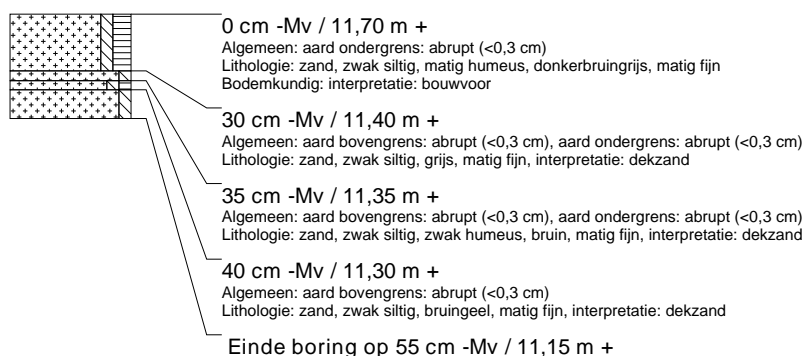 0 cm -Mv / 11,70 m +
Algemeen: aard ondergrens: abrupt (<0,3 cm)
Lithologie: zand, zwak siltig, matig humeus, donkerbruingrijs, matig fijn
Bodemkundig: interpretatie: bouwvoor
30 cm -Mv / 11,40 m +
Algemeen: aard bovengrens: abrupt (<0,3 cm), aard ondergrens: abrupt (<0,3 cm)
Lithologie: zand, zwak siltig, grijs, matig fijn, interpretatie: dekzand
35 cm -Mv / 11,35 m +
Algemeen: aard bovengrens: abrupt (<0,3 cm), aard ondergrens: abrupt (<0,3 cm)
Lithologie: zand, zwak siltig, zwak humeus, bruin, matig fijn, interpretatie: dekzand
40 cm -Mv / 11,30 m +
Algemeen: aard bovengrens: abrupt (<0,3 cm)
Lithologie: zand, zwak siltig, bruingeel, matig fijn, interpretatie: dekzand
Einde boring op 55 cm -Mv / 11,15 m +